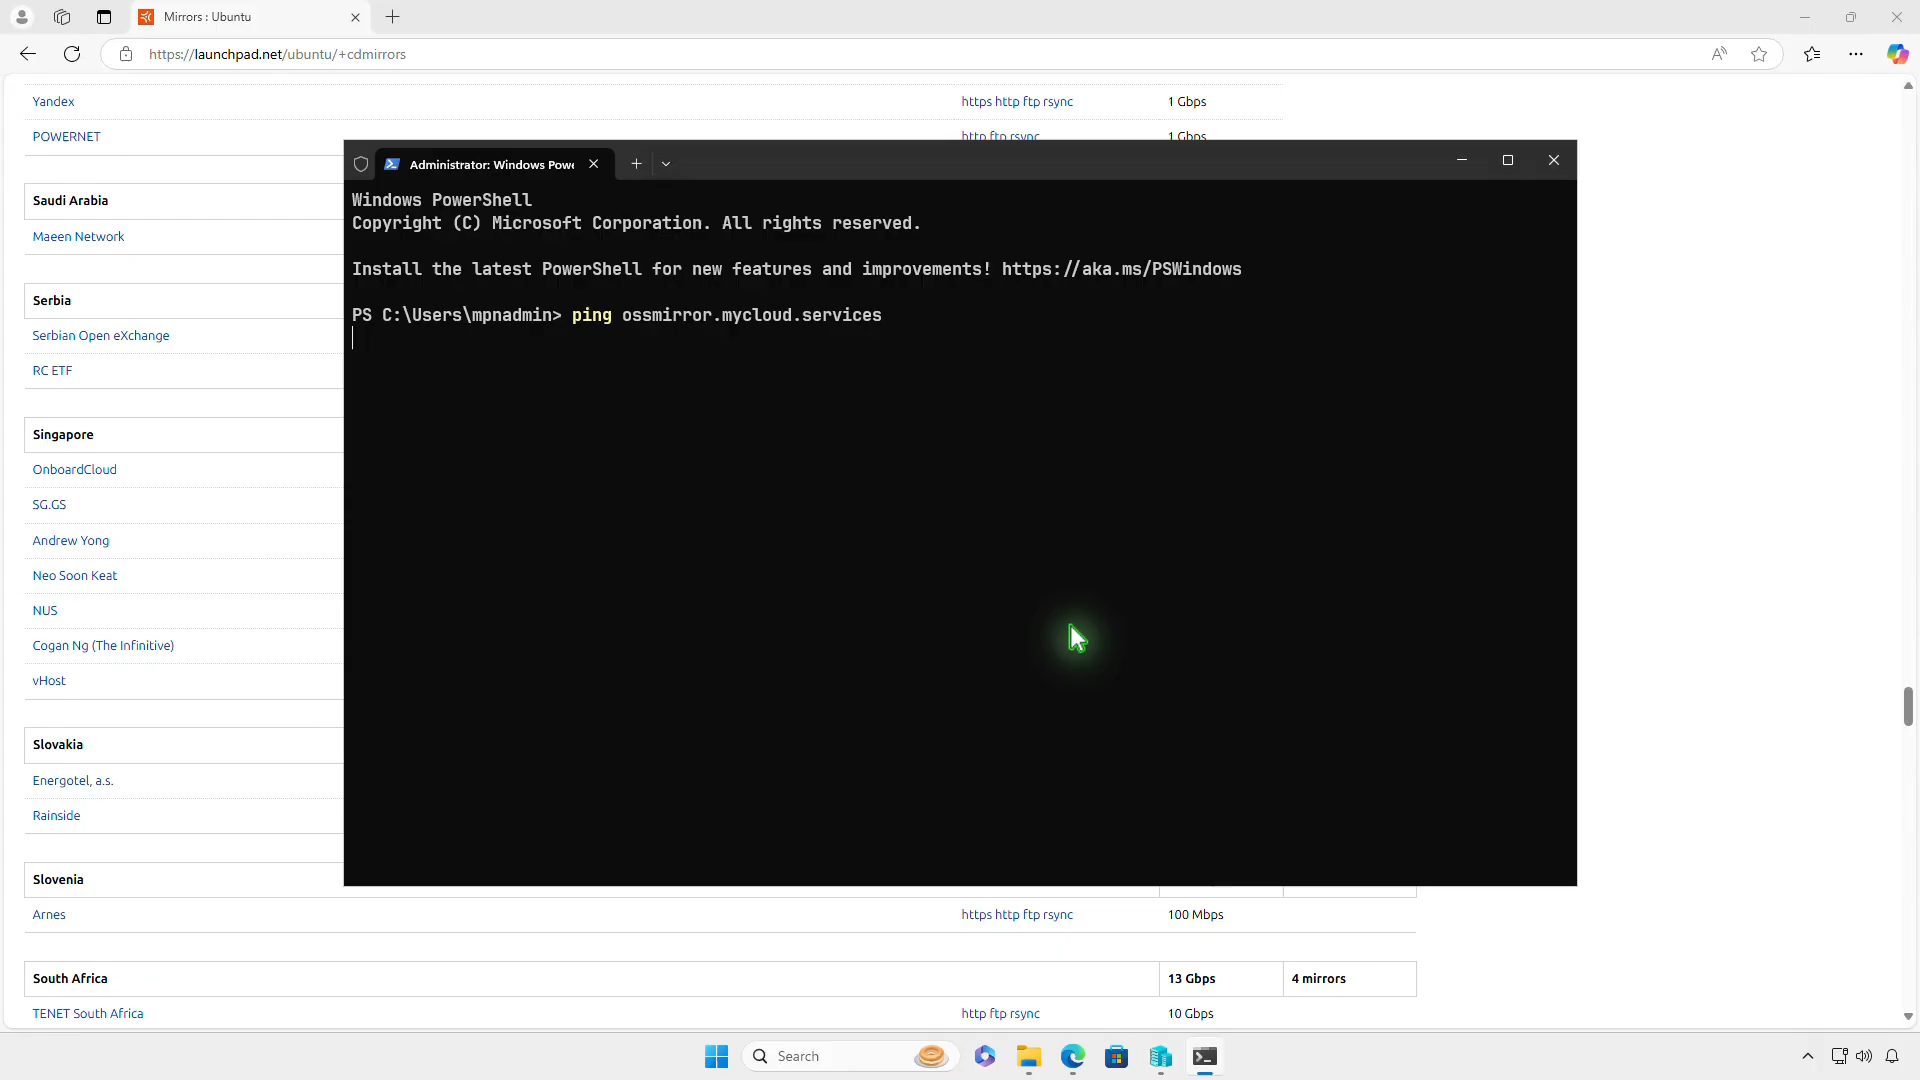 Mirrors : Ubuntu
https://launchpad.net/ubuntu/+cdmirrors
Yandex
https http ftp rsync
1 Gbps
POWERNET
http ftp rsync
1 Gbps
Administrator: Windows Powe
Windows PowerShell
Copyright (C) Microsoft Corporation. All rights reserved.
Install the latest PowerShell for new features and improvements! https://aka.ms/PSWindows
PS C:\Users\mpnadmin> ping ossmirror.mycloud.services
Saudi Arabia
Maeen Network
Serbia
Serbian Open eXchange
RC ETF
Singapore
OnboardCloud
SG.GS
Andrew Yong
Neo Soon Keat
NUS
Cogan Ng (The Infinitive)
vHost
Slovakia
Energotel, a.s.
Rainside
Slovenia
Arnes
https http ftp rsync
100 Mbps
South Africa
13 Gbps
4 mirrors
TENET South Africa
http ftp rsync
10 Gbps
Search